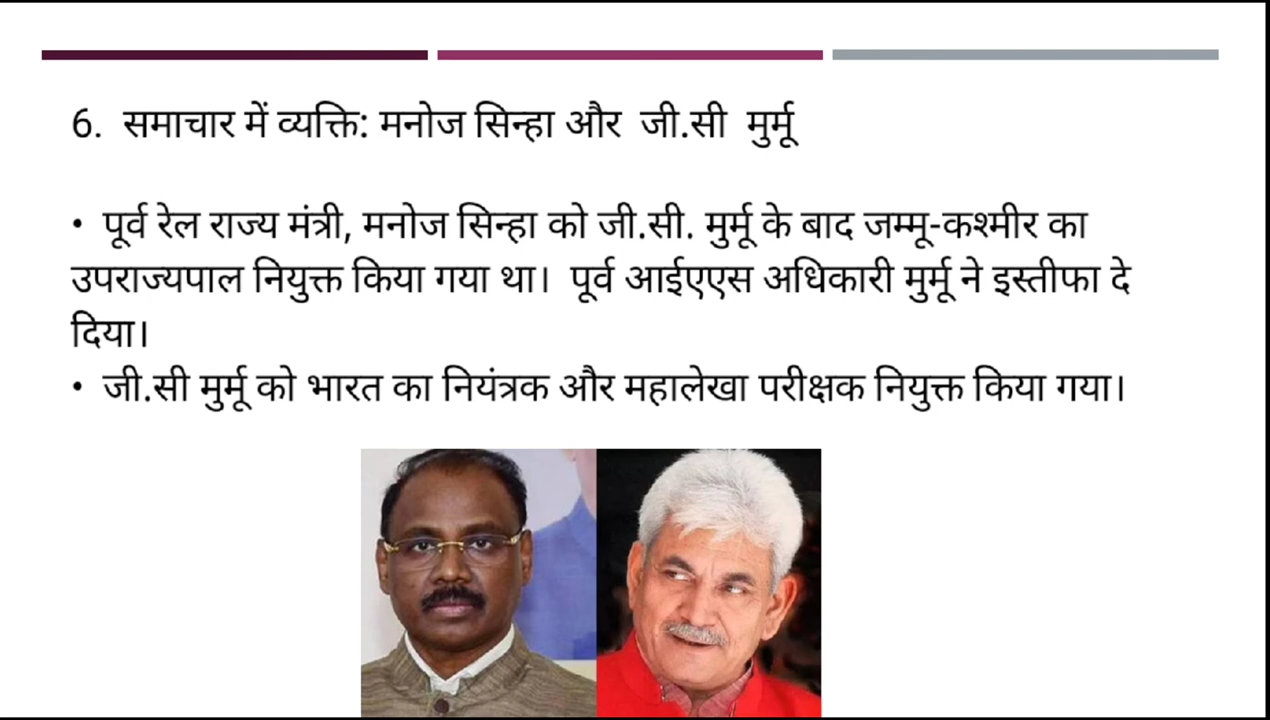 6. समाचार में व्यक्ति: मनोज सिन्हा और जी.सी मुर्मू
• पूर्व रेल राज्य मंत्री, मनोज सिन्हा को जी.सी. मुर्मू के बाद जम्मू-कश्मीर का
उपराज्यपाल नियुक्त किया गया था। पूर्व आईएएस अधिकारी मुर्मू ने इस्तीफा दे
दिया।
• जी.सी मुर्मू को भारत का नियंत्रक और महालेखा परीक्षक नियुक्त किया गया।